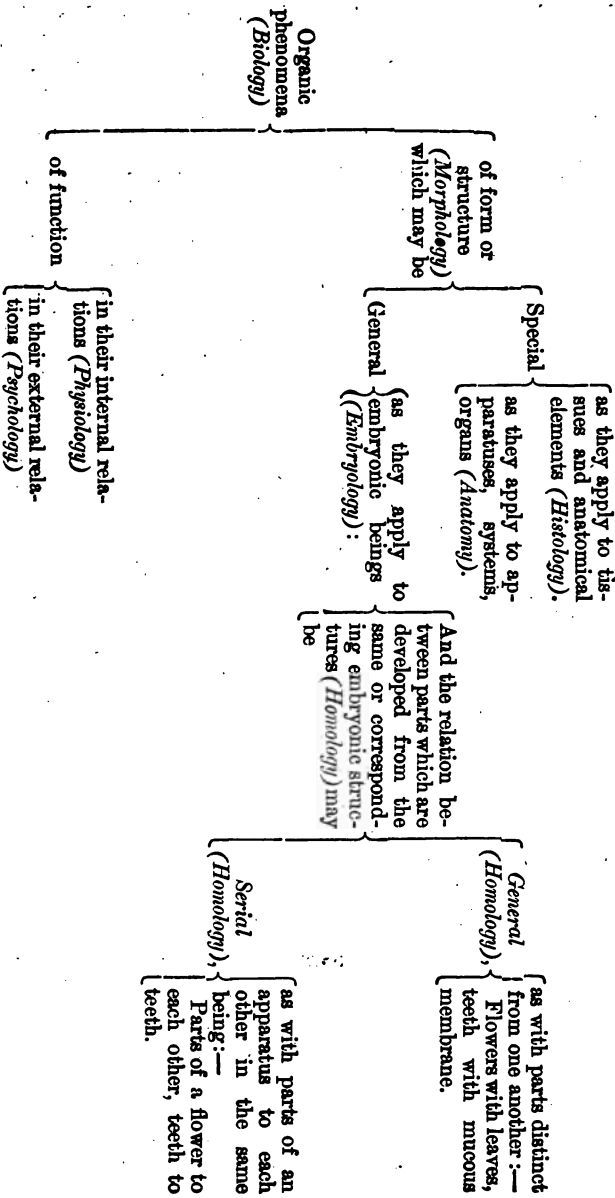 Organic
phenomena
(Biology)
of form or
structure
(Morphology)
which may be
Special
as they apply to tis-
sues and anatomical
elements (Histology).
as they apply to ap-
paratuses, systems,
organs (Anatomy).
General
as they apply to
embryonic beings
(Embryology):
And the relation be-
tween parts which are
developed from the
same or correspond-
ing embryonic struc-
tures (Homology) may
be
General
(Homology),
as with parts distinct
from one another:—
Flowers with leaves,
teeth with mucous
membrane.
Serial
(Homology),
as with parts of an
apparatus to each
other in the same
being:—
Parts of a flower to
each other, teeth to
teeth.
of function
in their internal rela-
tions (Physiology)
in their external rela-
tions (Psychology)